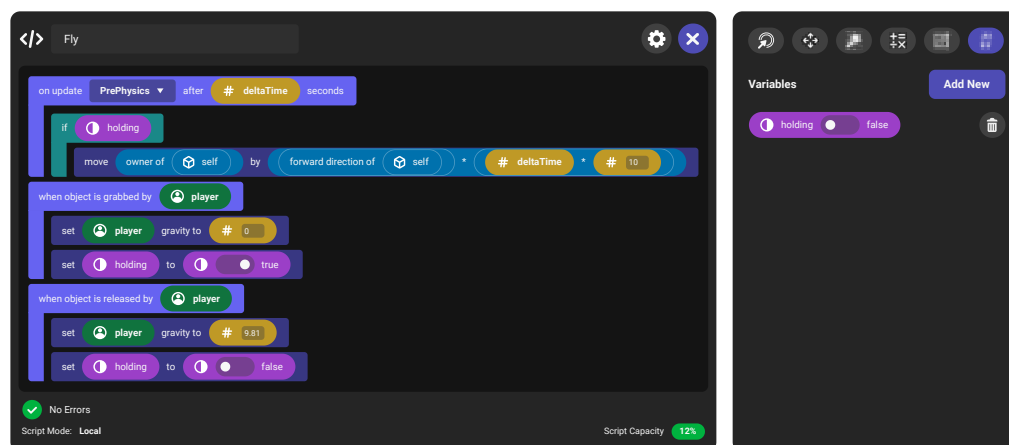 </> Fly
on update PrePhysics ▼ after # deltaTime seconds
if holding
move owner of self by forward direction of self * # deltaTime * # 10
when object is grabbed by player
set player gravity to # 0
set holding to true
when object is released by player
set player gravity to # 9.81
set holding to false
No Errors
Script Mode: Local
Script Capacity 12%
Variables Add New
holding false